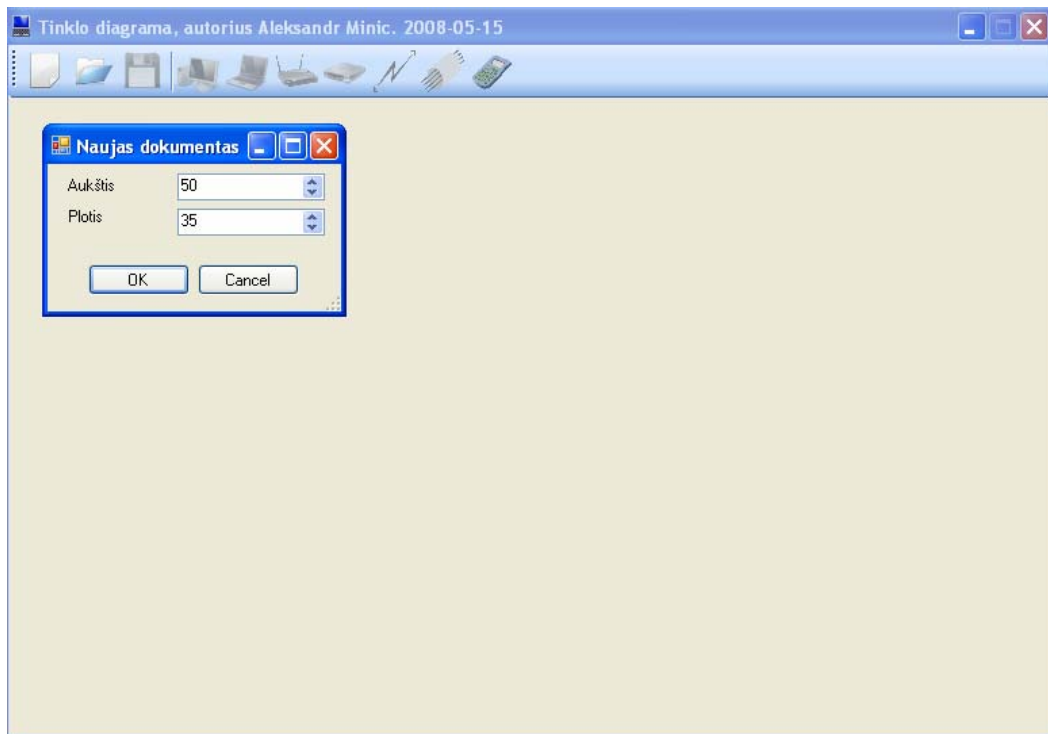 Tinklo diagrama, autorius Aleksandr Minic. 2008-05-15
Naujas dokumentas
Aukštis 50
Plotis 35
OK Cancel